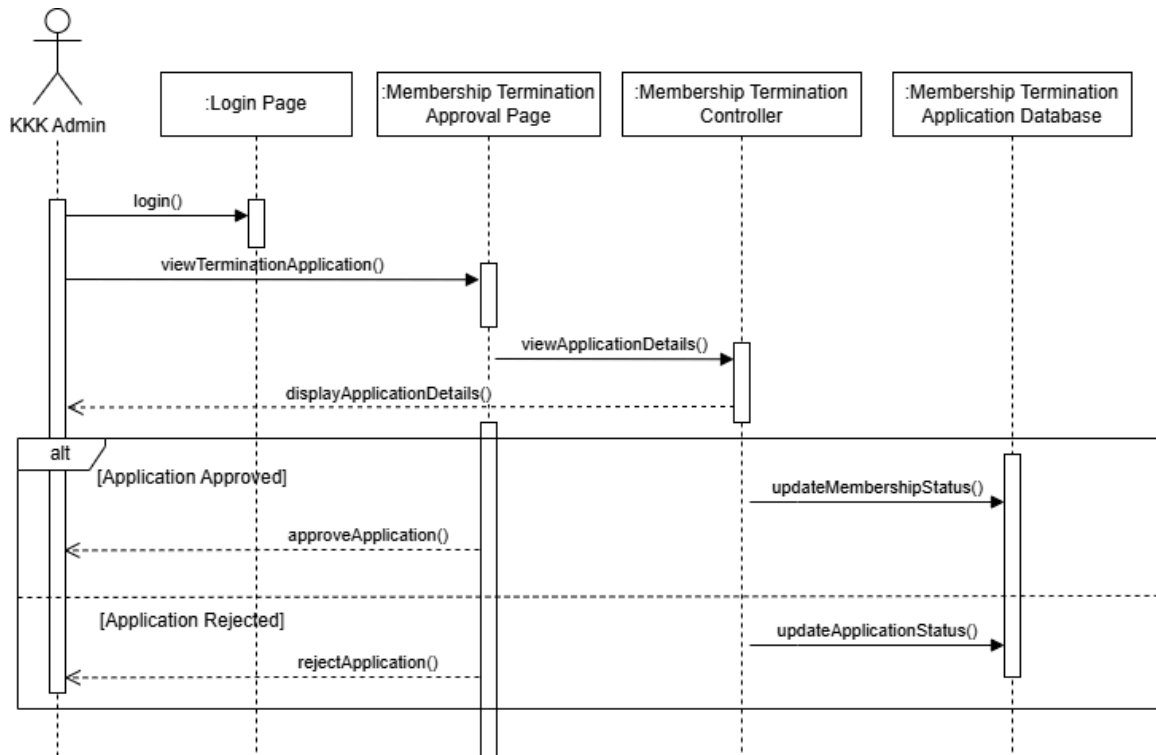 KKK Admin
:Login Page
:Membership Termination
Approval Page
:Membership Termination
Controller
:Membership Termination
Application Database
login()
viewTerminationApplication()
viewApplicationDetails()
displayApplicationDetails()
alt
[Application Approved]
updateMembershipStatus()
approveApplication()
[Application Rejected]
updateApplicationStatus()
rejectApplication()